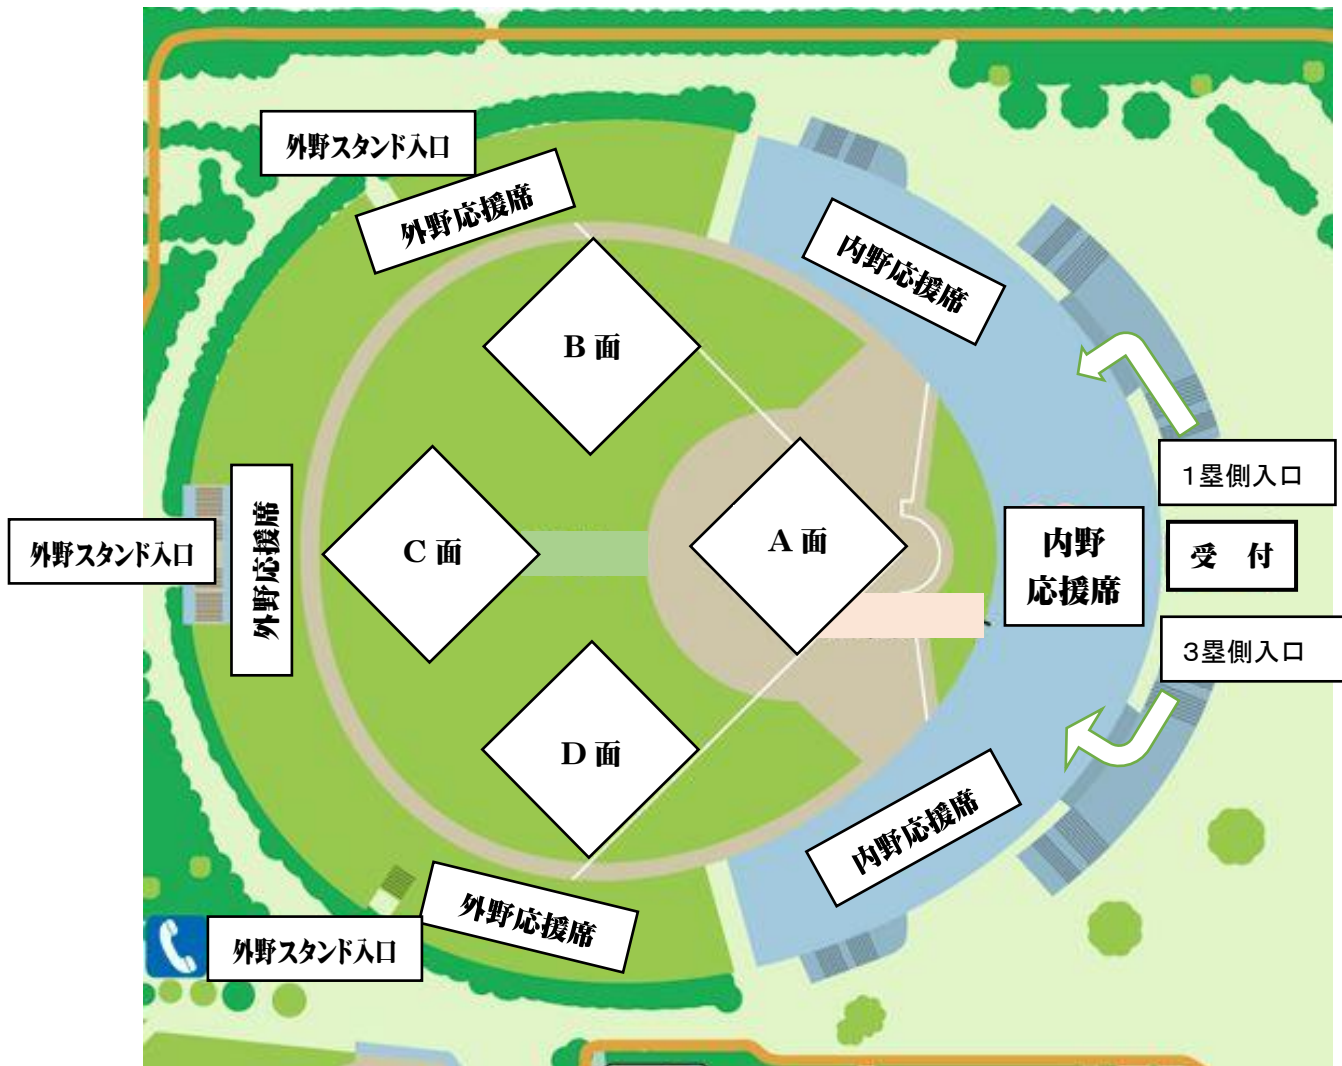 外野スタンド入口
外野応援席
内野応援席
B 面
1塁側入口
外野スタンド入口
外野応援席
C 面
A 面
内野
応援席
受　付
3塁側入口
D 面
内野応援席
外野応援席
外野スタンド入口